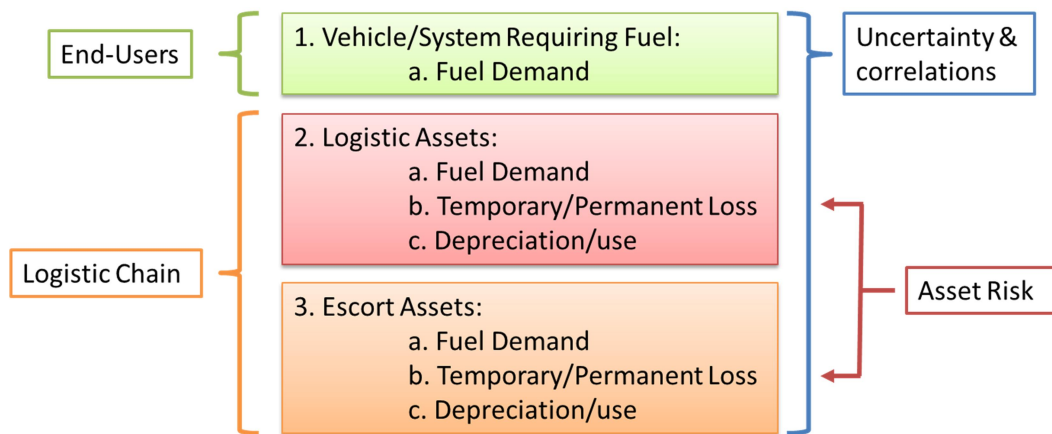 End-Users
1. Vehicle/System Requiring Fuel:
a. Fuel Demand
Uncertainty &
correlations
2. Logistic Assets:
a. Fuel Demand
b. Temporary/Permanent Loss
c. Depreciation/use
Logistic Chain
3. Escort Assets:
a. Fuel Demand
b. Temporary/Permanent Loss
c. Depreciation/use
Asset Risk